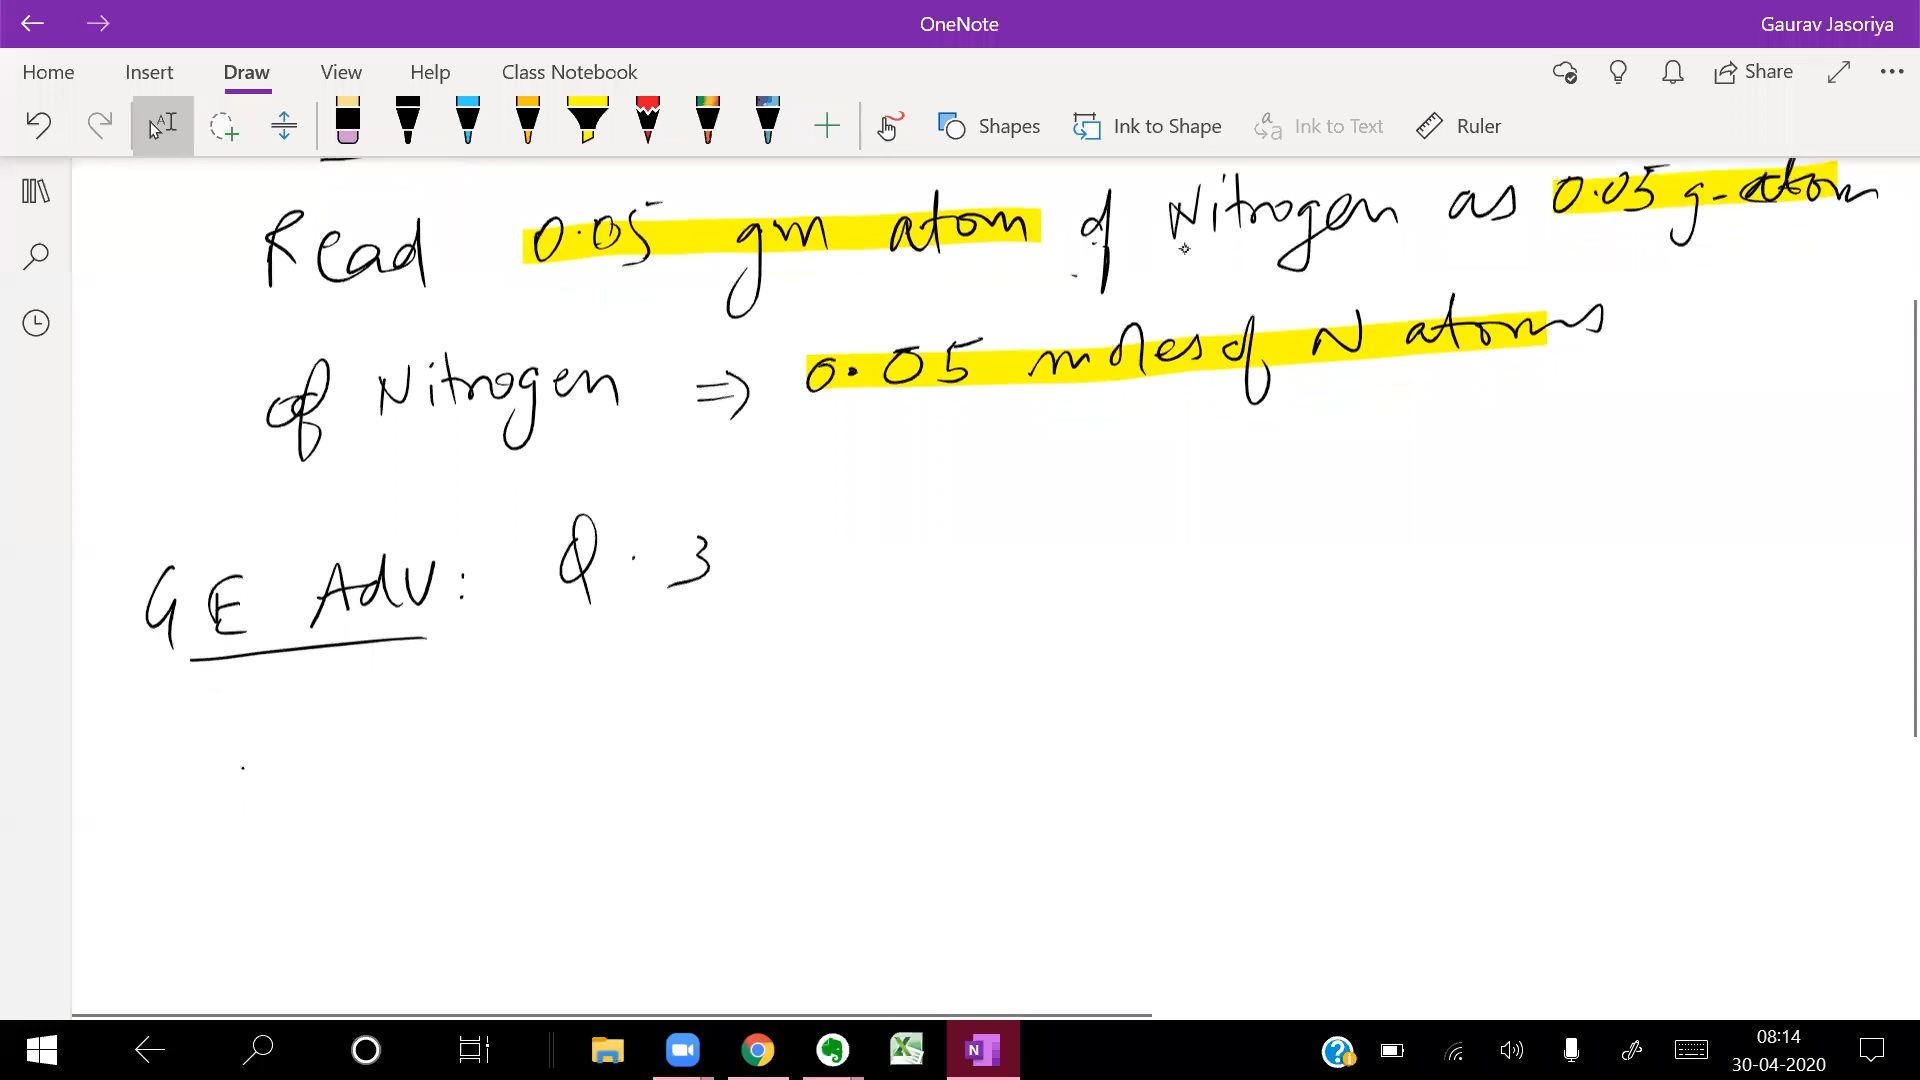 OneNote
Gaurav Jasoriya
Home Insert Draw View Help Class Notebook Share
Shapes Ink to Shape Ink to Text Ruler
Read 0.05 gm atom of Nitrogen as 0.05 g-atom
of Nitrogen ⇒ 0.05 moles of N atoms
GE Adv: Q. 3
08:14
30-04-2020